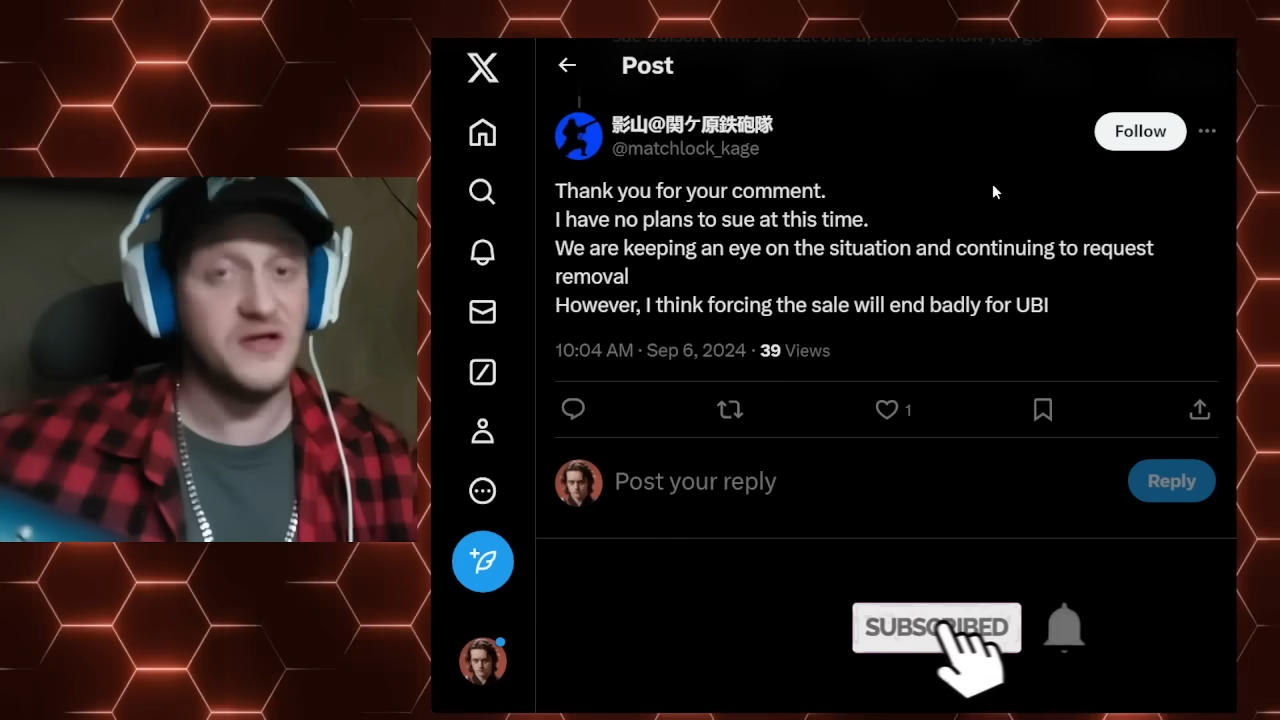 Post
影山@関ケ原鉄砲隊
@matchlock_kage
Follow
Thank you for your comment.
I have no plans to sue at this time.
We are keeping an eye on the situation and continuing to request
removal
However, I think forcing the sale will end badly for UBI
10:04 AM · Sep 6, 2024 · 39 Views
1
Post your reply
Reply
SUBSCRIBED